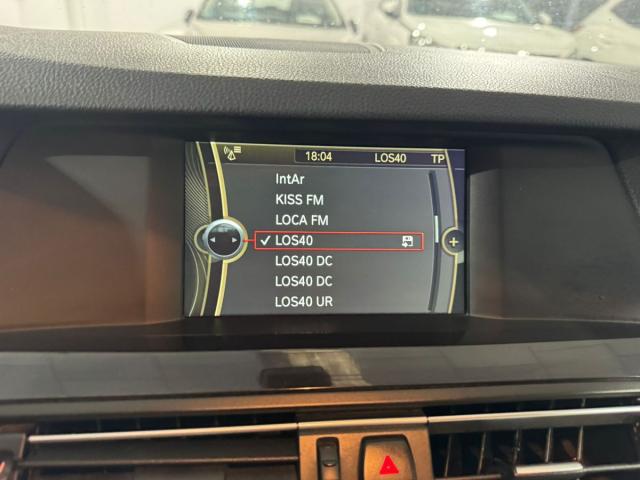 18:04 LOS40 TP
IntAr
KISS FM
LOCA FM
LOS40
LOS40 DC
LOS40 DC
LOS40 UR